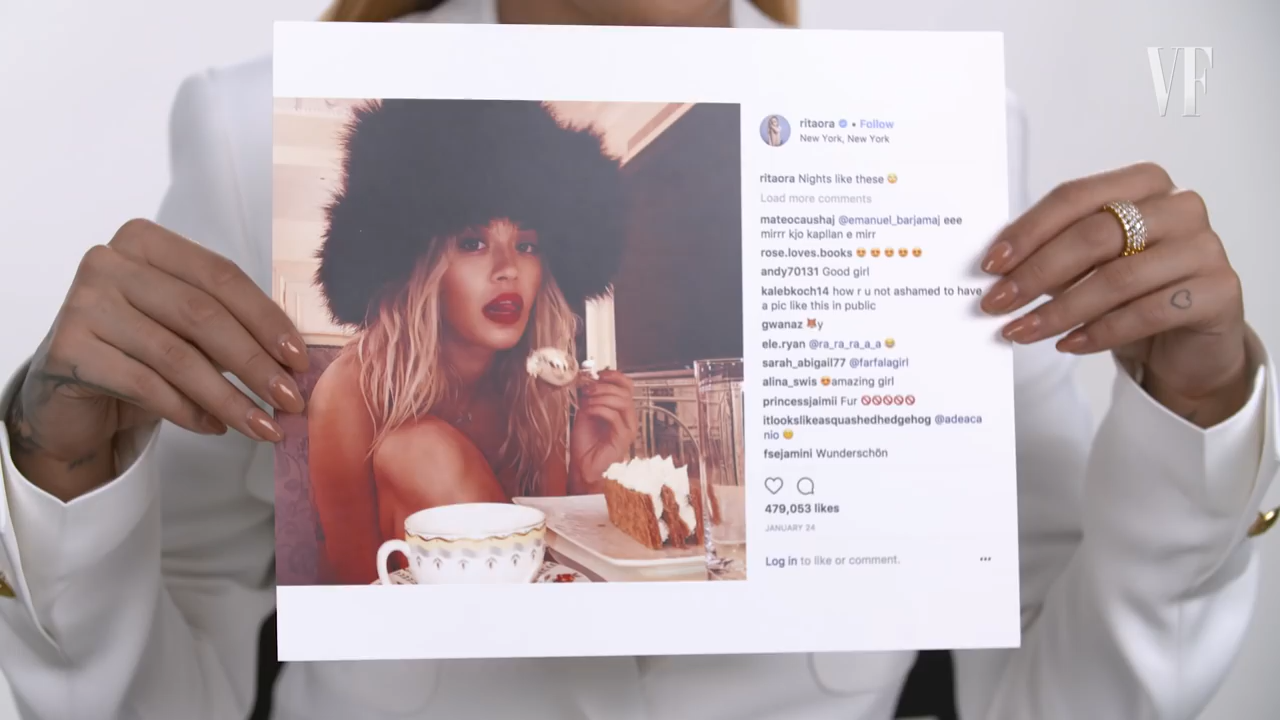 VF
ritaora • Follow
New York, New York
ritaora Nights like these
Load more comments
mateocaushaj @emanuel_barjamaj eee
mirrr kjo kapllan e mirr
rose.loves.books
andy70131 Good girl
kalebkoch14 how r u not ashamed to have
a pic like this in public
gwanaz y
ele.ryan @ra_ra_ra_a_a
sarah_abigail77 @farfalagirl
alina_swis amazing girl
princessjaimii Fur
itlookslikeasquashedhedgehog @adeaca
nio
fsejamini Wunderschön
479,053 likes
JANUARY 24
Log in to like or comment.